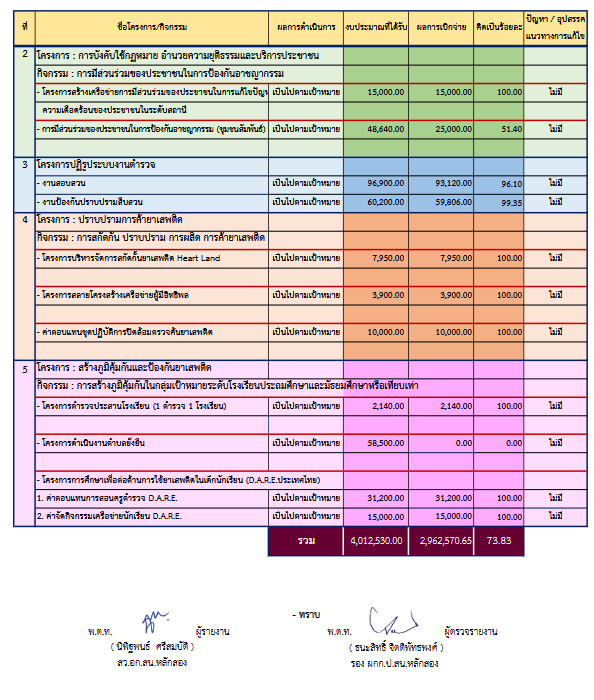 ที่ ชื่อโครงการ/กิจกรรม ผลการดำเนินการ งบประมาณที่ได้รับ ผลการเบิกจ่าย คิดเป็นร้อยละ ปัญหา / อุปสรรค
แนวทางการแก้ไข
2 โครงการ : การบังคับใช้กฎหมาย อำนวยความยุติธรรมและบริการประชาชน
กิจกรรม : การมีส่วนร่วมของประชาชนในการป้องกันอาชญากรรม
- โครงการสร้างเครือข่ายการมีส่วนร่วมของประชาชนในการแก้ไขปัญห เป็นไปตามเป้าหมาย 15,000.00 15,000.00 100.00 ไม่มี
ความเดือดร้อนของประชาชนในระดับสถานี
- การมีส่วนร่วมของประชาชนในการป้องกันอาชญากรรม (ชุมชนสัมพันธ์) เป็นไปตามเป้าหมาย 48,640.00 25,000.00 51.40 ไม่มี
3 โครงการปฏิรูประบบงานตำรวจ
- งานสอบสวน เป็นไปตามเป้าหมาย 96,900.00 93,120.00 96.10 ไม่มี
- งานป้องกันปราบปรามสืบสวน เป็นไปตามเป้าหมาย 60,200.00 59,806.00 99.35 ไม่มี
4 โครงการ : ปราบปรามการค้ายาเสพติด
กิจกรรม : การสกัดกั้น ปราบปราม การผลิต การค้ายาเสพติด
- โครงการบริหารจัดการสกัดกั้นยาเสพติด Heart Land เป็นไปตามเป้าหมาย 7,950.00 7,950.00 100.00 ไม่มี
- โครงการสลายโครงสร้างเครือข่ายผู้มีอิทธิพล เป็นไปตามเป้าหมาย 3,900.00 3,900.00 100.00 ไม่มี
- ค่าตอบแทนชุดปฏิบัติการปิดล้อมตรวจค้นยาเสพติด เป็นไปตามเป้าหมาย 10,000.00 10,000.00 100.00 ไม่มี
5 โครงการ : สร้างภูมิคุ้มกันและป้องกันยาเสพติด
กิจกรรม : การสร้างภูมิคุ้มกันในกลุ่มเป้าหมายระดับโรงเรียนประถมศึกษาและมัธยมศึกษาหรือเทียบเท่า
- โครงการตำรวจประสานโรงเรียน (1 ตำรวจ 1 โรงเรียน) เป็นไปตามเป้าหมาย 2,140.00 2,140.00 100.00 ไม่มี
- โครงการดำเนินงานตำบลยั่งยืน เป็นไปตามเป้าหมาย 58,500.00 0.00 0.00 ไม่มี
- โครงการการศึกษาเพื่อต่อต้านการใช้ยาเสพติดในเด็กนักเรียน (D.A.R.E.ประเทศไทย)
1. ค่าตอบแทนการสอนครูตำรวจ D.A.R.E. เป็นไปตามเป้าหมาย 31,200.00 31,200.00 100.00 ไม่มี
2. ค่าจัดกิจกรรมเครือข่ายนักเรียน D.A.R.E. เป็นไปตามเป้าหมาย 15,000.00 15,000.00 100.00 ไม่มี
รวม 4,012,530.00 2,962,570.65 73.83
- ทราบ
พ.ต.ท. ผู้รายงาน พ.ต.ท. ผู้ตรวจรายงาน
( นิพิฐพนธ์ ศรีสมบัติ ) ( ธนะสิทธิ์ จิตติพัทธพงศ์ )
สว.อก.สน.หลักสอง รอง ผกก.ป.สน.หลักสอง